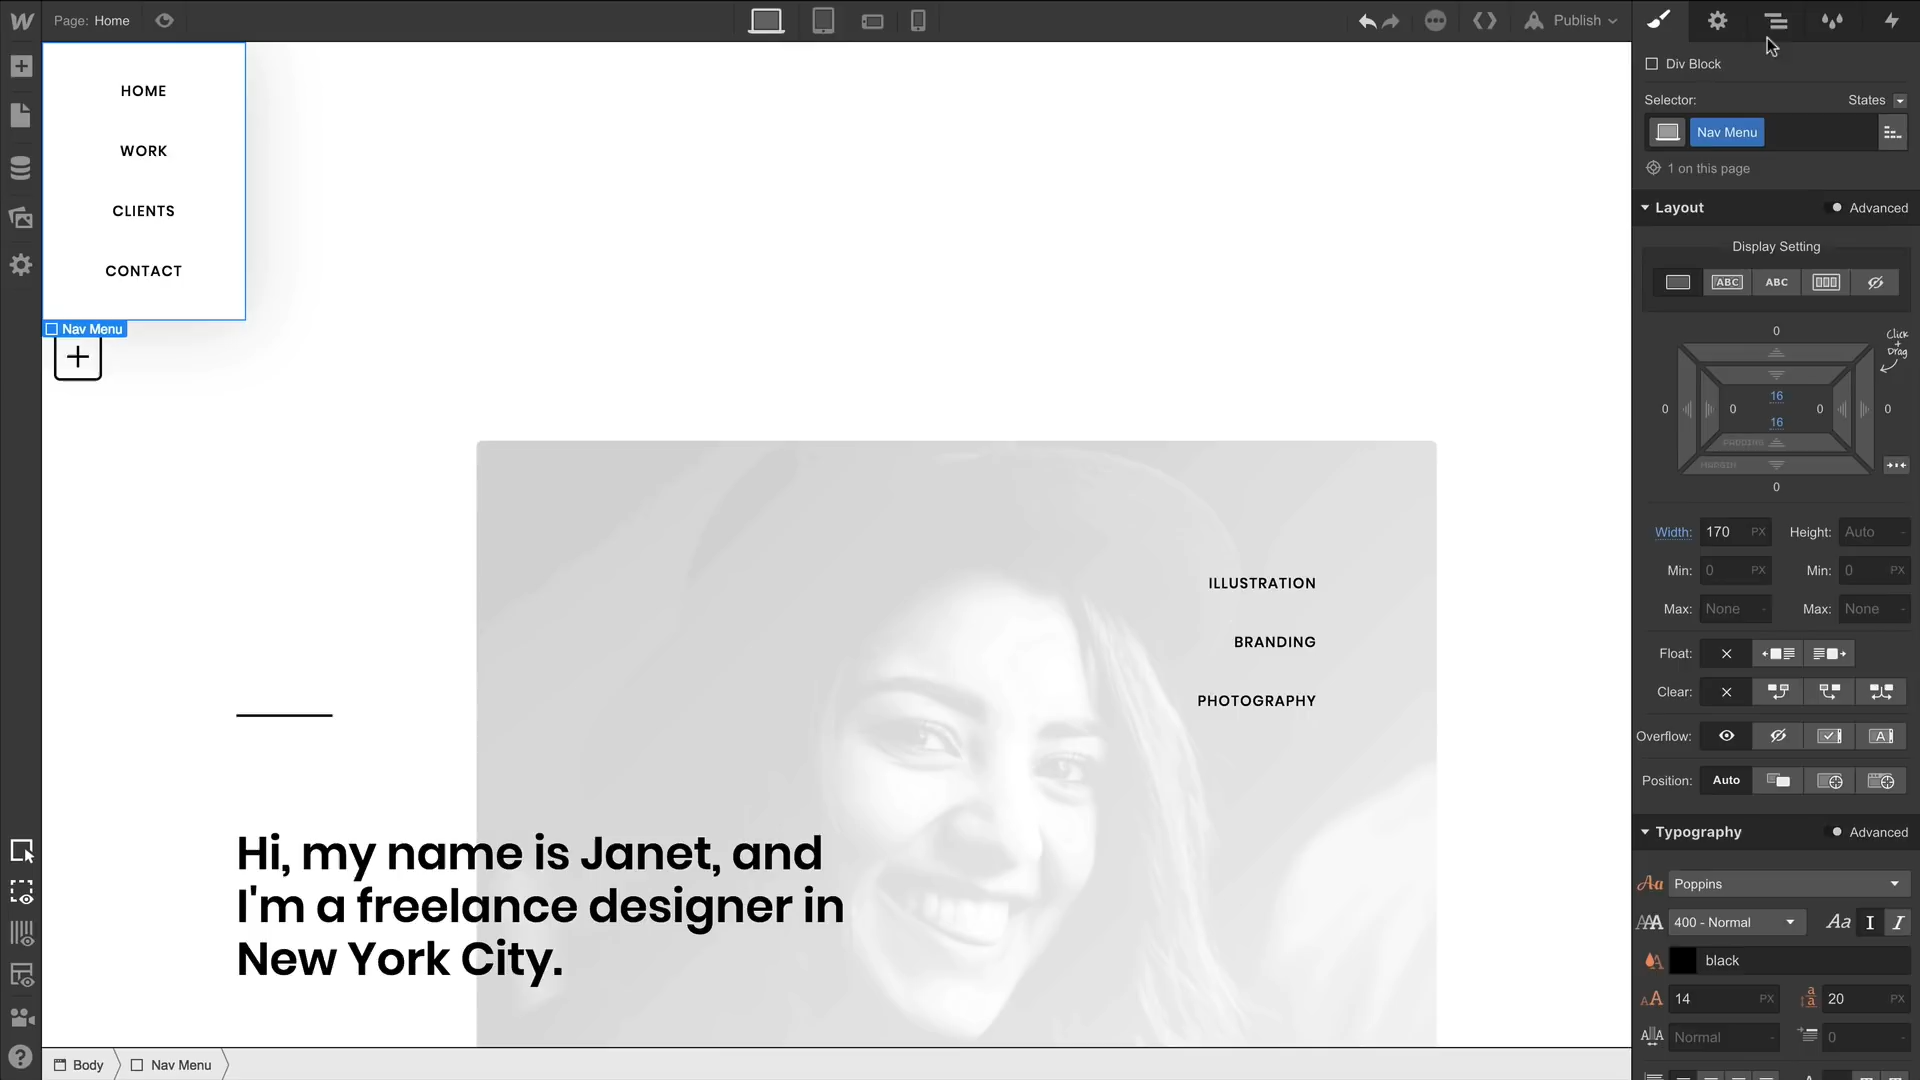 Page: Home
Publish
HOME
WORK
CLIENTS
CONTACT
Nav Menu
ILLUSTRATION
BRANDING
PHOTOGRAPHY
Hi, my name is Janet, and
I'm a freelance designer in
New York City.
Body
Nav Menu
Div Block
Selector:
States
Nav Menu
1 on this page
Layout
Advanced
Display Setting
ABC
ABC
0
Click
+
Drag
16
0 0 0 0
16
PADDING
MARGIN
0
Width: 170 PX Height: Auto -
Min: 0 PX Min: 0 PX
Max: None - Max: None -
Float:
Clear:
Overflow:
Position: Auto
Typography
Advanced
Poppins
400 - Normal
black
14 PX 20 PX
Normal - 0 -